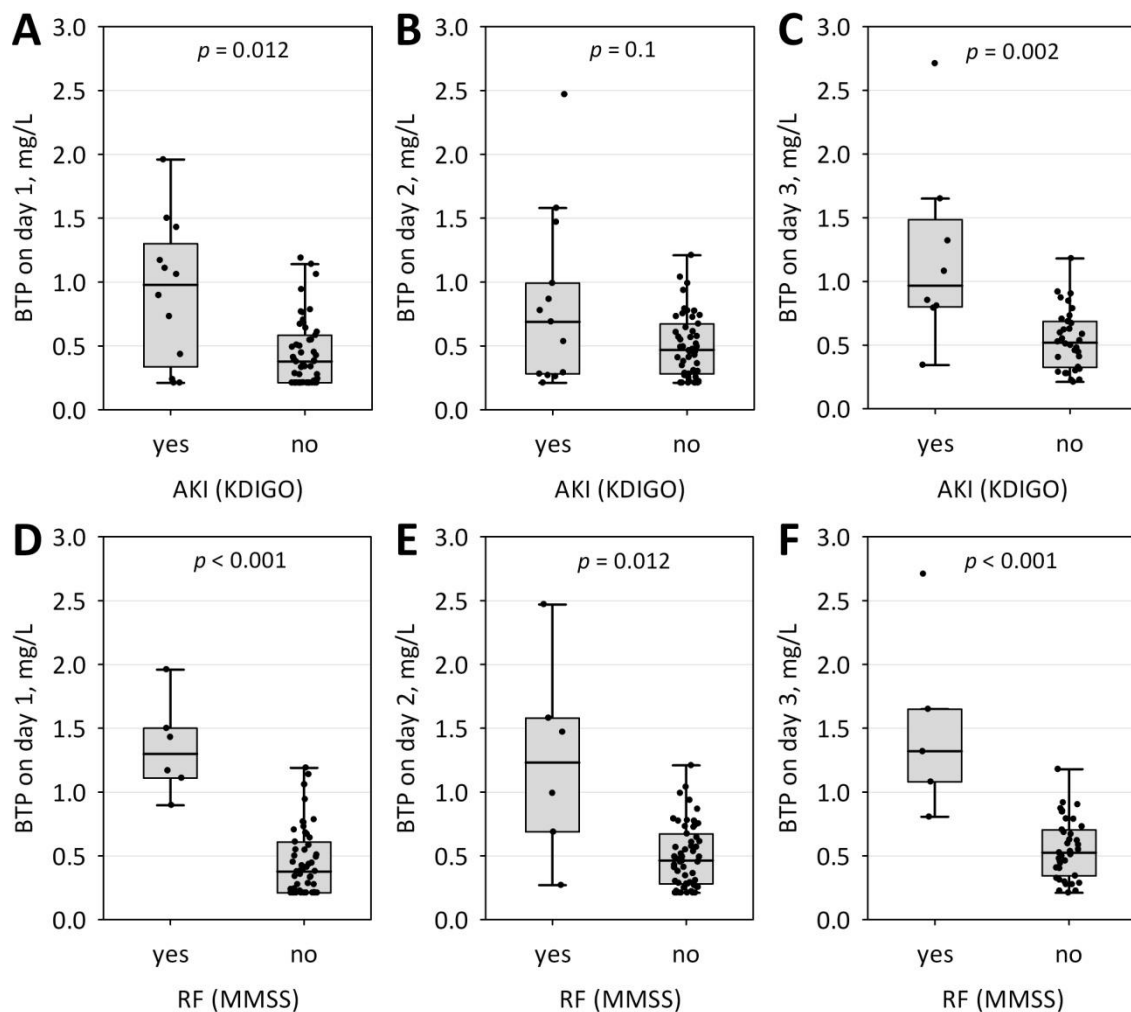 A
B
C
p = 0.012
p = 0.1
p = 0.002
BTP on day 1, mg/L
3.0
2.5
2.0
1.5
1.0
0.5
0.0
yes no
AKI (KDIGO)
BTP on day 2, mg/L
3.0
2.5
2.0
1.5
1.0
0.5
0.0
yes no
AKI (KDIGO)
BTP on day 3, mg/L
3.0
2.5
2.0
1.5
1.0
0.5
0.0
yes no
AKI (KDIGO)
D
E
F
p < 0.001
p = 0.012
p < 0.001
BTP on day 1, mg/L
3.0
2.5
2.0
1.5
1.0
0.5
0.0
yes no
RF (MMSS)
BTP on day 2, mg/L
3.0
2.5
2.0
1.5
1.0
0.5
0.0
yes no
RF (MMSS)
BTP on day 3, mg/L
3.0
2.5
2.0
1.5
1.0
0.5
0.0
yes no
RF (MMSS)